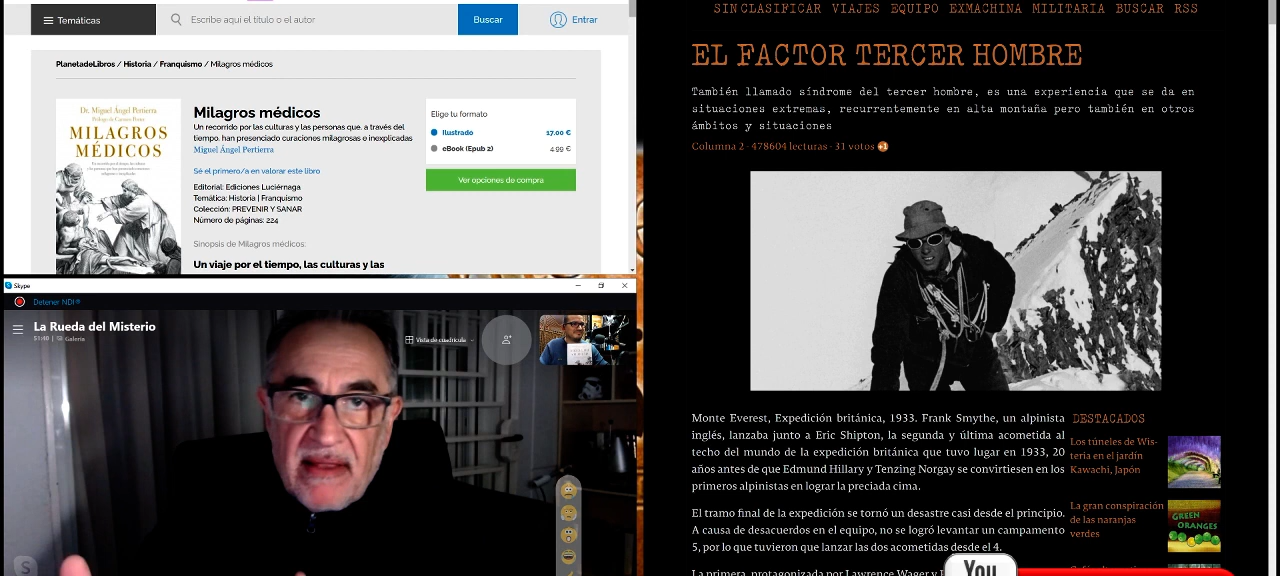 Temáticas
Escribe aquí el título o el autor
Buscar
Entrar
PlanetadeLibros / Historia / Franquismo / Milagros médicos
Dr. Miguel Ángel Pertierra
MILAGROS
MÉDICOS
Milagros médicos
Un recorrido por las culturas y las personas que, a través del
tiempo, han presenciado curaciones milagrosas e inexplicadas
Miguel Ángel Pertierra
Sé el primero/a en valorar este libro
Editorial: Ediciones Luciérnaga
Temática: Historia | Franquismo
Colección: PREVENIR Y SANAR
Número de páginas: 224
Sinopsis de Milagros médicos:
Un viaje por el tiempo, las culturas y las
Elige tu formato
Ilustrado 17.00 €
eBook (Epub 2) 4,99 €
Ver opciones de compra
Skype
Detener NDI®
La Rueda del Misterio
51:40 | Galería
Vista de cuadrícula
SINCLASIFICAR VIAJES EQUIPO EXMACHINA MILITARIA BUSCAR RSS
EL FACTOR TERCER HOMBRE
También llamado síndrome del tercer hombre, es una experiencia que se da en
situaciones extremas, recurrentemente en alta montaña pero también en otros
ámbitos y situaciones
Columna 2 · 478604 lecturas · 31 votos +1
Monte Everest, Expedición británica, 1933. Frank Smythe, un alpinista
inglés, lanzaba junto a Eric Shipton, la segunda y última acometida al
techo del mundo de la expedición británica que tuvo lugar en 1933, 20
años antes de que Edmund Hillary y Tenzing Norgay se convirtiesen en los
primeros alpinistas en lograr la preciada cima.
El tramo final de la expedición se tornó un desastre casi desde el principio.
A causa de desacuerdos en el equipo, no se logró levantar un campamento
5, por lo que tuvieron que lanzar las dos acometidas desde el 4.
La primera, protagonizada por Lawrence Wager y
DESTACADOS
Los túneles de Wis-
teria en el jardín
Kawachi, Japón
La gran conspiración
de las naranjas
verdes
GREEN
ORANGES
You